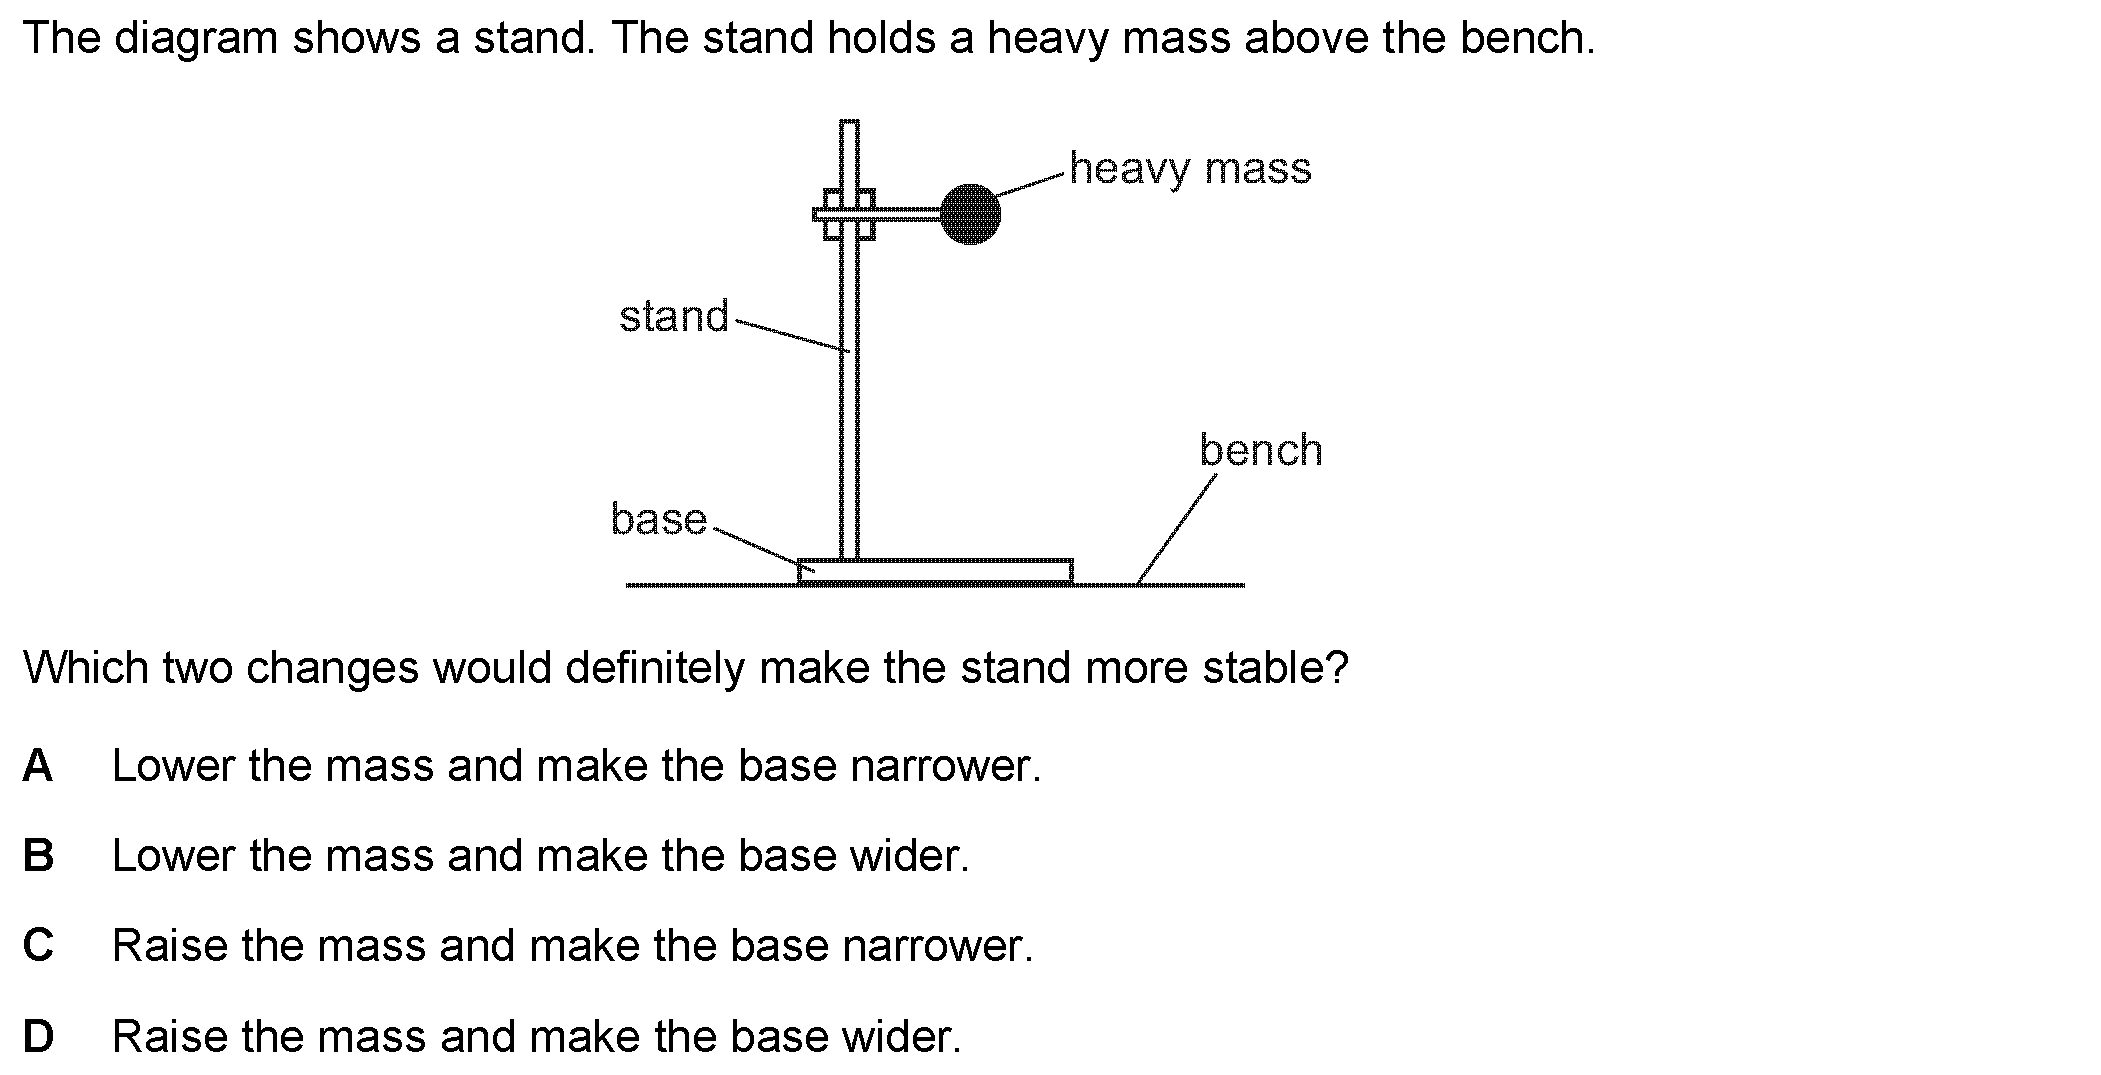 The diagram shows a stand. The stand holds a heavy mass above the bench.
heavy mass
stand
bench
base
Which two changes would definitely make the stand more stable?
A Lower the mass and make the base narrower.
B Lower the mass and make the base wider.
C Raise the mass and make the base narrower.
D Raise the mass and make the base wider.